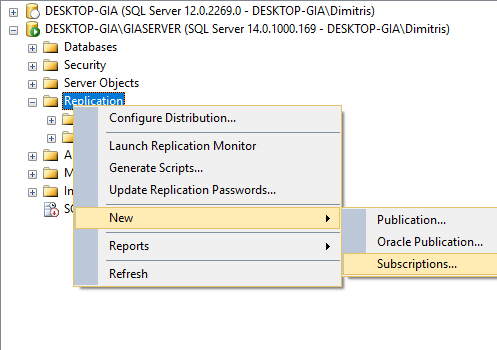 DESKTOP-GIA (SQL Server 12.0.2269.0 - DESKTOP-GIA\Dimitris)
DESKTOP-GIA\GIASERVER (SQL Server 14.0.1000.169 - DESKTOP-GIA\Dimitris)
Databases
Security
Server Objects
Replication
Configure Distribution...
Launch Replication Monitor
Generate Scripts...
Update Replication Passwords...
New
Publication...
Oracle Publication...
Subscriptions...
Reports
Refresh